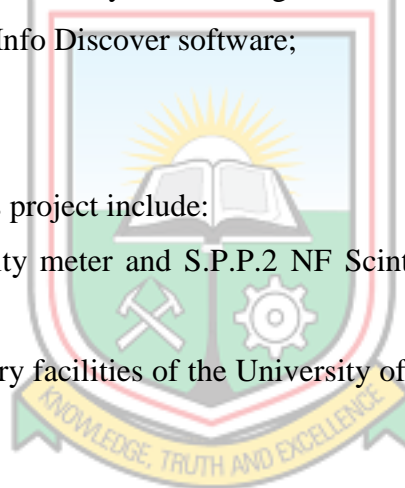 Info Discover software;
project include:
ty meter and S.P.P.2 NF Scint
ry facilities of the University of
KNOWLEDGE, TRUTH AND EXCELLENCE